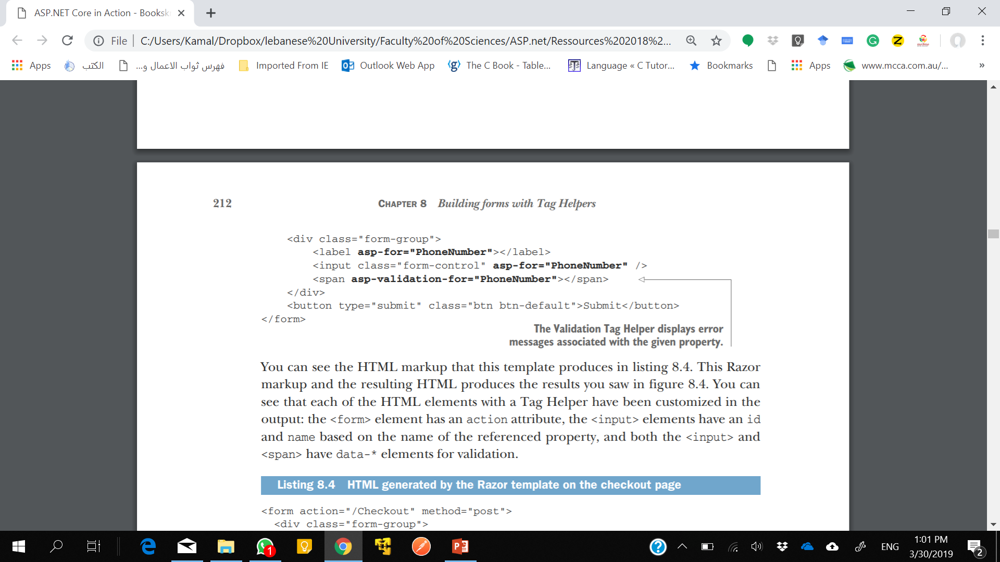 ASP.NET Core in Action - Booksk
File
C:/Users/Kamal/Dropbox/lebanese%20University/Faculty%20of%20Sciences/ASP.net/Ressources%202018%2...
Apps
الكتب
فهرس ثواب الاعمال و...
Imported From IE
Outlook Web App
{g} The C Book - Table...
Language « C Tutor...
Bookmarks
Apps
www.mcca.com.au/...
»
212 CHAPTER 8 Building forms with Tag Helpers
<div class="form-group">
<label asp-for="PhoneNumber"></label>
<input class="form-control" asp-for="PhoneNumber" />
<span asp-validation-for="PhoneNumber"></span>
</div>
<button type="submit" class="btn btn-default">Submit</button>
</form>
The Validation Tag Helper displays error
messages associated with the given property.
You can see the HTML markup that this template produces in listing 8.4. This Razor
markup and the resulting HTML produces the results you saw in figure 8.4. You can
see that each of the HTML elements with a Tag Helper have been customized in the
output: the <form> element has an action attribute, the <input> elements have an id
and name based on the name of the referenced property, and both the <input> and
<span> have data-* elements for validation.
Listing 8.4 HTML generated by the Razor template on the checkout page
<form action="/Checkout" method="post">
<div class="form-group">
1
ENG
1:01 PM
3/30/2019
2